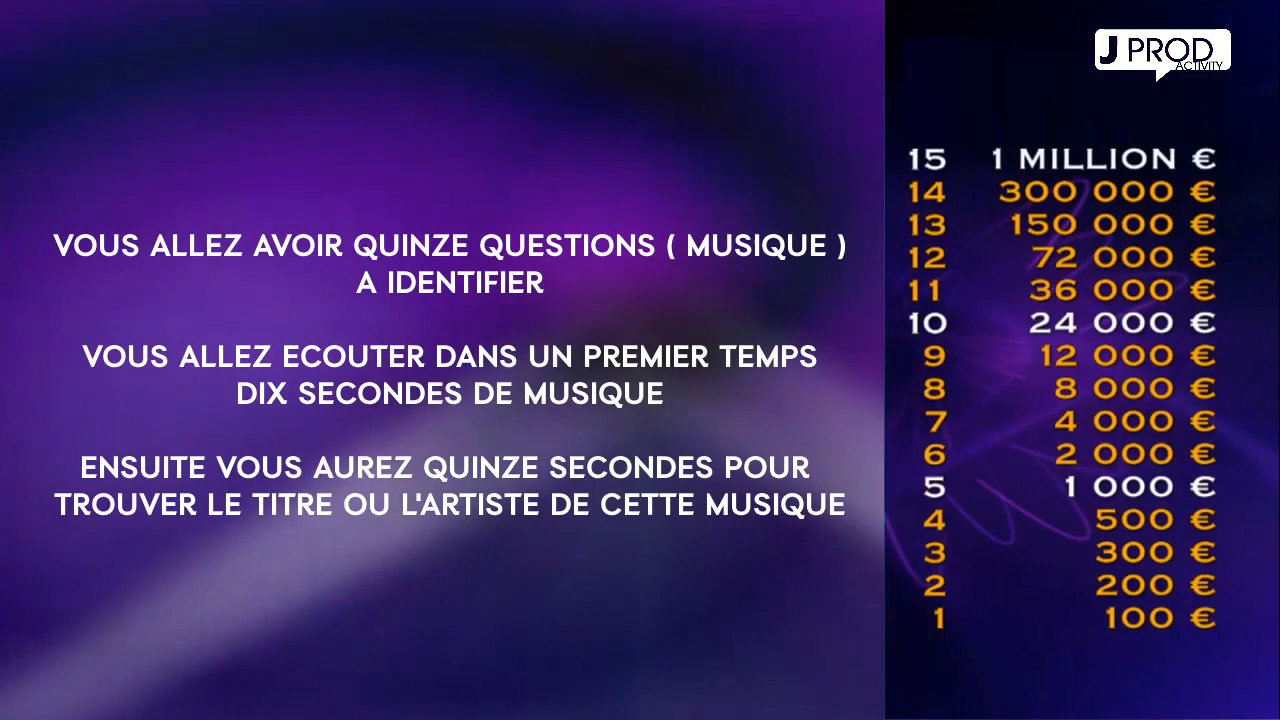 J PROD
ACTIVITY
VOUS ALLEZ AVOIR QUINZE QUESTIONS ( MUSIQUE )
A IDENTIFIER
VOUS ALLEZ ECOUTER DANS UN PREMIER TEMPS
DIX SECONDES DE MUSIQUE
ENSUITE VOUS AUREZ QUINZE SECONDES POUR
TROUVER LE TITRE OU L'ARTISTE DE CETTE MUSIQUE
15 1 MILLION €
14 300 000 €
13 150 000 €
12 72 000 €
11 36 000 €
10 24 000 €
9 12 000 €
8 8 000 €
7 4 000 €
6 2 000 €
5 1 000 €
4 500 €
3 300 €
2 200 €
1 100 €